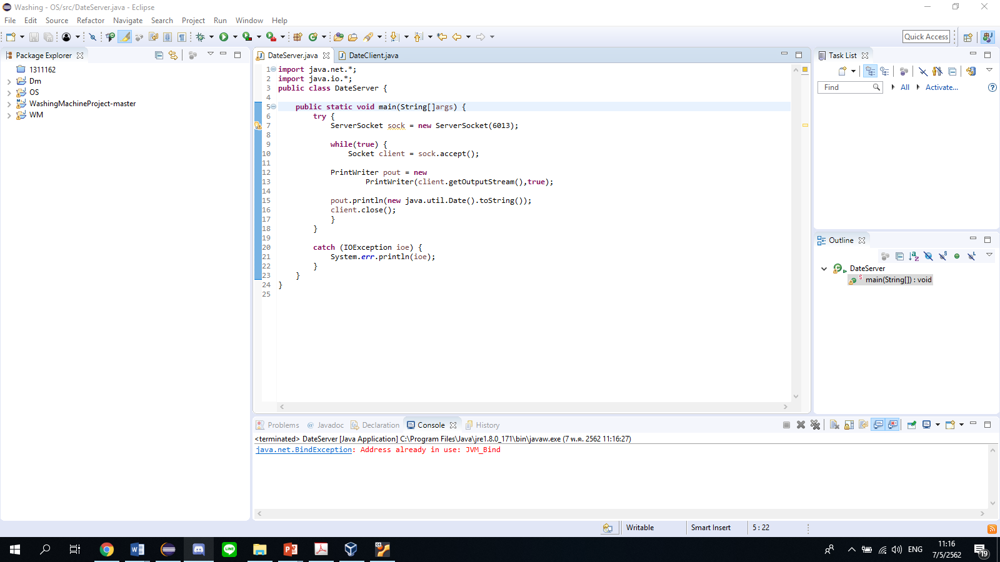 Washing - OS/src/DateServer.java - Eclipse
File Edit Source Refactor Navigate Search Project Run Window Help
Quick Access
Package Explorer
1311162
Dm
OS
WashingMachineProject-master
WM
DateServer.java DateClient.java
1 import java.net.*;
2 import java.io.*;
3 public class DateServer {
4
5 public static void main(String[]args) {
6 try {
7 ServerSocket sock = new ServerSocket(6013);
8
9 while(true) {
10 Socket client = sock.accept();
11
12 PrintWriter pout = new
13 PrintWriter(client.getOutputStream(),true);
14
15 pout.println(new java.util.Date().toString());
16 client.close();
17 }
18 }
19
20 catch (IOException ioe) {
21 System.err.println(ioe);
22 }
23 }
24 }
25
Task List
Find All Activate...
Outline
DateServer
main(String[]) : void
Problems Javadoc Declaration Console History
<terminated> DateServer [Java Application] C:\Program Files\Java\jre1.8.0_171\bin\javaw.exe (7 พ.ค. 2562 11:16:27)
java.net.BindException: Address already in use: JVM_Bind
Writable Smart Insert 5 : 22
ENG
11:16
7/5/2562
19